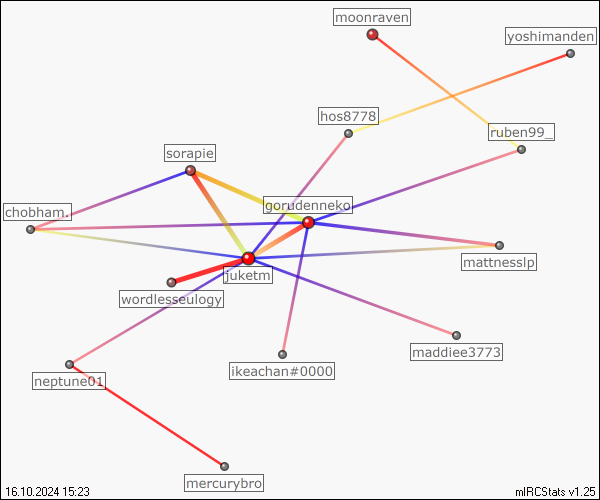 moonraven
yoshimanden
hos8778
ruben99_
sorapie
gorddenneko
chobham.
mattnesslp
juketm
wordlesseulogy
maddiee3773
ikeachan#0000
neptune01
mercurybro
16.10.2024 15:23
mIRCStats v1.25